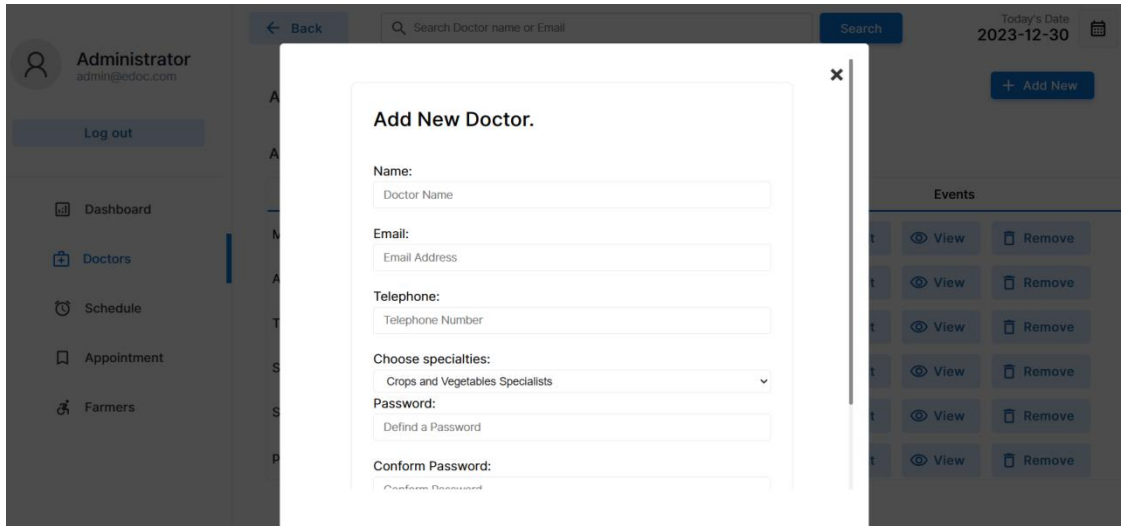 Administrator
admin@edoc.com
Log out
Dashboard
Doctors
Schedule
Appointment
Farmers
Back
Search Doctor name or Email
Search
Today's Date
2023-12-30
Add New
Events
View Remove
View Remove
View Remove
View Remove
View Remove
View Remove
Add New Doctor.
Name:
Doctor Name
Email:
Email Address
Telephone:
Telephone Number
Choose specialties:
Crops and Vegetables Specialists
Password:
Defind a Password
Conform Password:
Conform Password